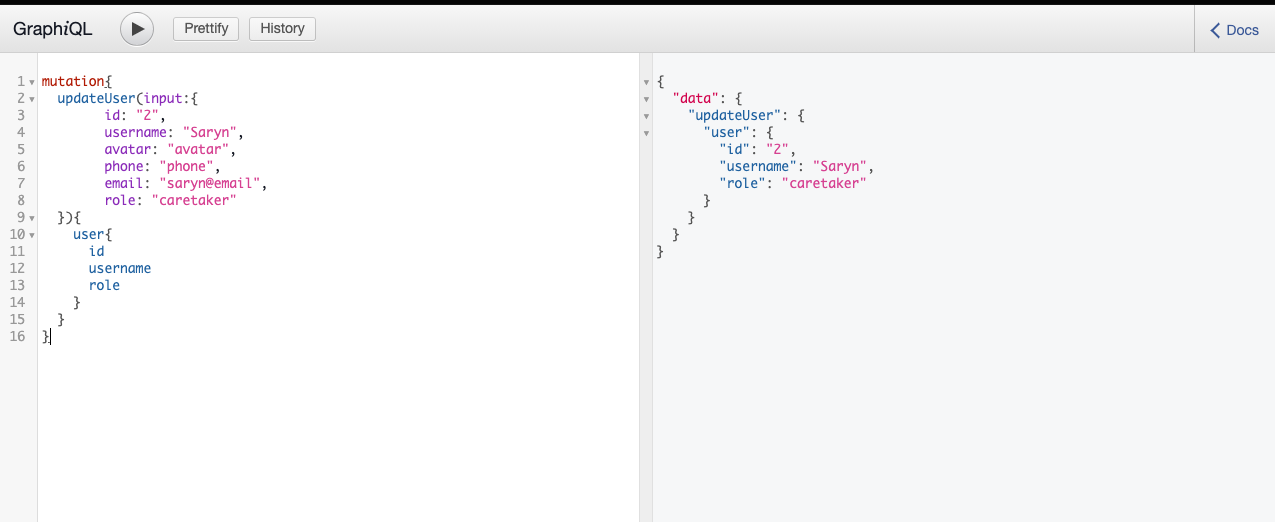 GraphiQL Prettify History Docs
1 mutation{
2 updateUser(input:{
3 id: "2",
4 username: "Saryn",
5 avatar: "avatar",
6 phone: "phone",
7 email: "saryn@email",
8 role: "caretaker"
9 }){
10 user{
11 id
12 username
13 role
14 }
15 }
16 }
{
"data": {
"updateUser": {
"user": {
"id": "2",
"username": "Saryn",
"role": "caretaker"
}
}
}
}